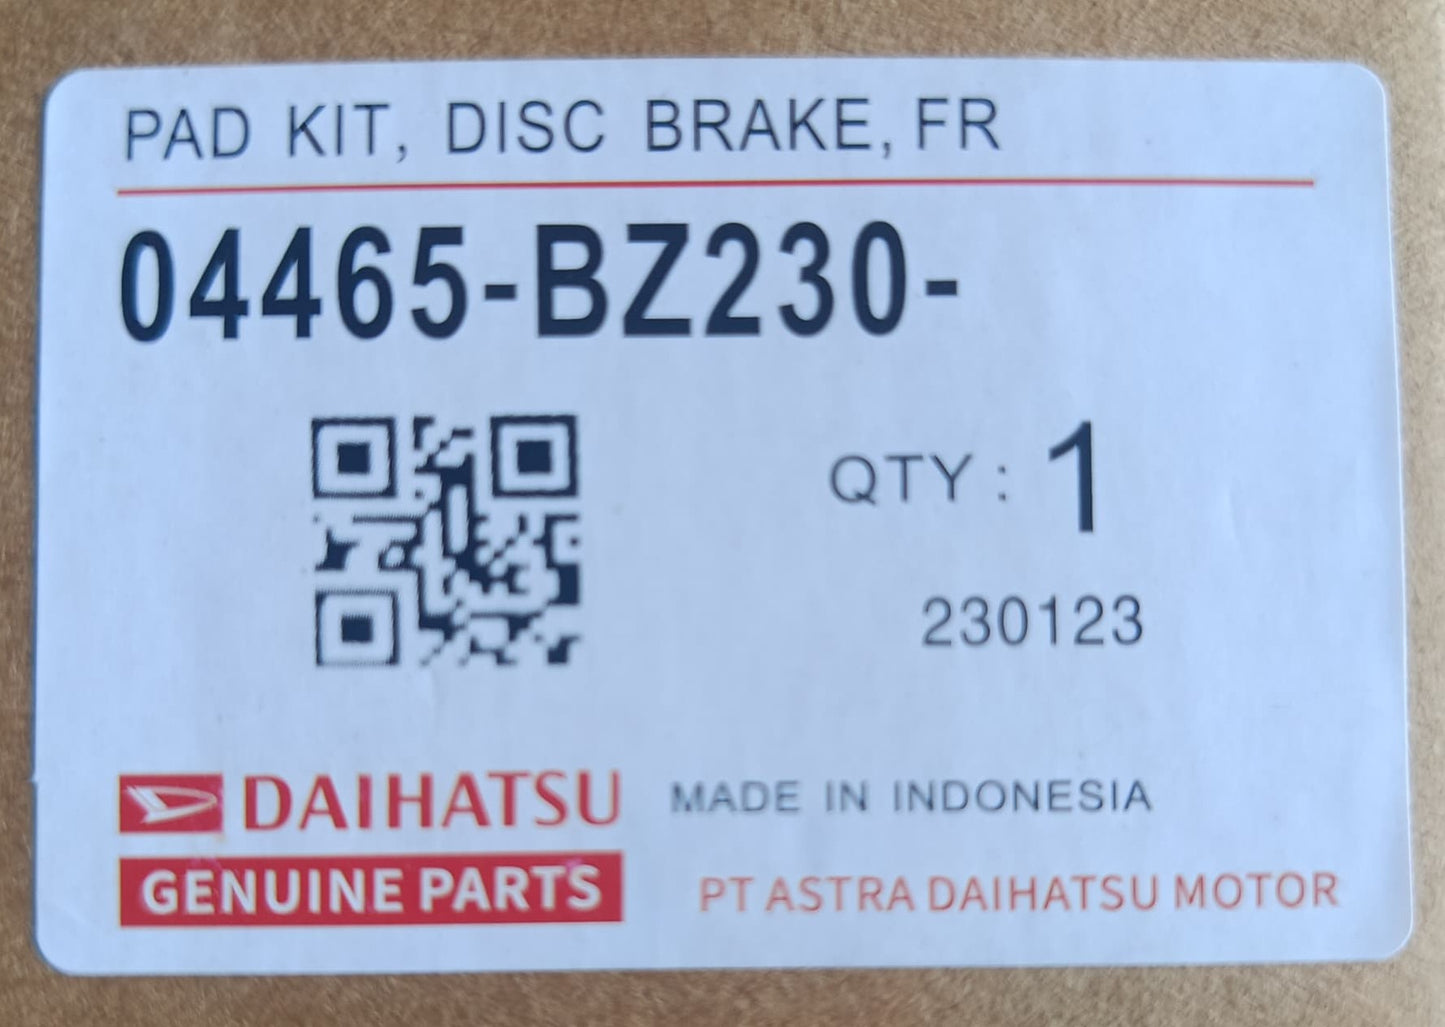 PAD KIT, DISC BRAKE, FR
04465-BZ230-
QTY : 1
230123
DAIHATSU
MADE IN INDONESIA
GENUINE PARTS
PT ASTRA DAIHATSU MOTOR